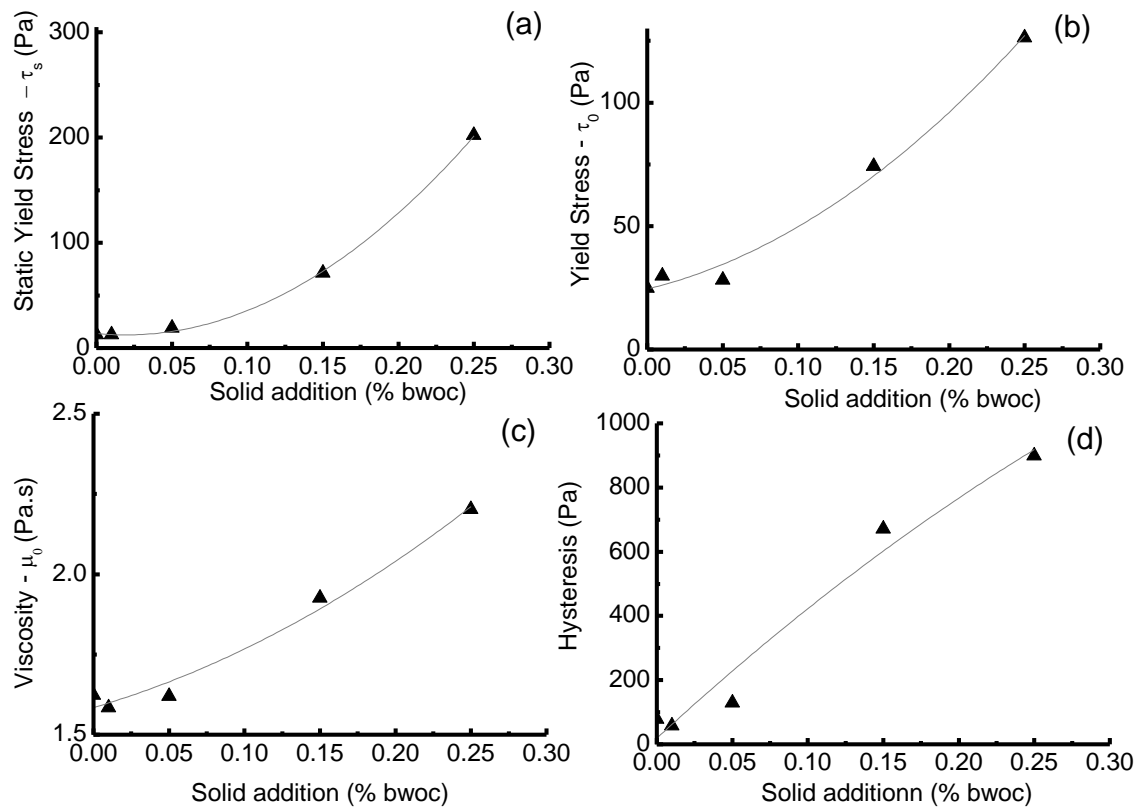 (a)
Static Yield Stress – τs (Pa)
300
200
100
0
0.00 0.05 0.10 0.15 0.20 0.25 0.30
Solid addition (% bwoc)
(b)
Yield Stress - τ0 (Pa)
100
50
0
0.00 0.05 0.10 0.15 0.20 0.25 0.30
Solid addition (% bwoc)
(c)
Viscosity - μ0 (Pa.s)
2.5
2.0
1.5
0.00 0.05 0.10 0.15 0.20 0.25 0.30
Solid addition (% bwoc)
(d)
Hysteresis (Pa)
1000
800
600
400
200
0
0.00 0.05 0.10 0.15 0.20 0.25 0.30
Solid additionn (% bwoc)